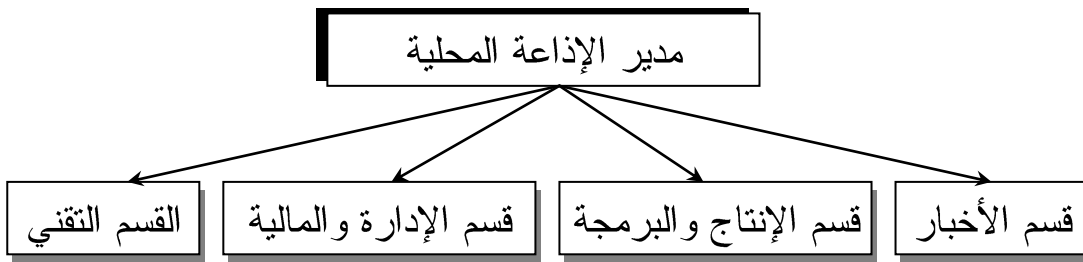 مدير الإذاعة المحلية
قسم الأخبار
قسم الإنتاج والبرمجة
قسم الإدارة والمالية
القسم التقني